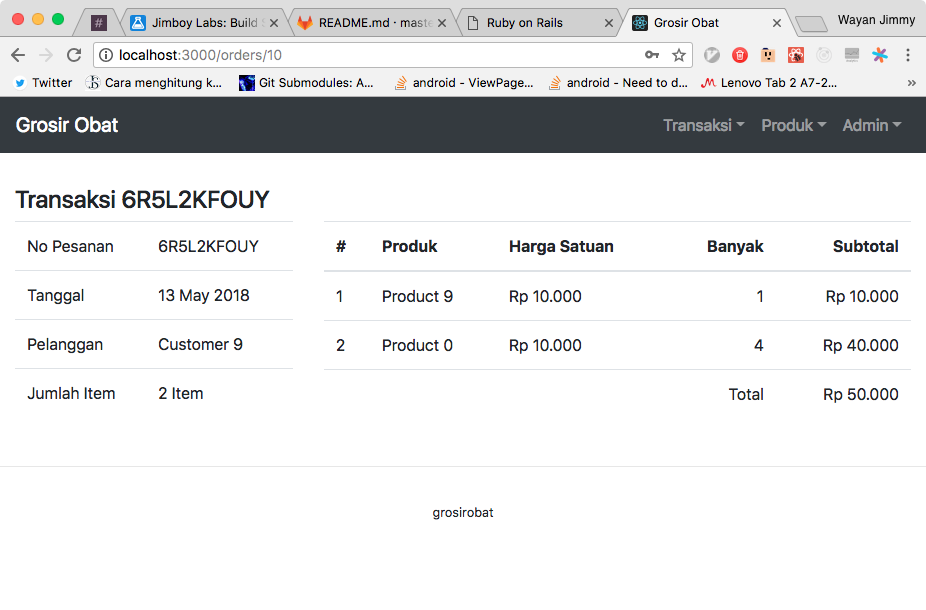 #
Jimboy Labs: Build S
README.md · maste
Ruby on Rails
Grosir Obat
Wayan Jimmy
localhost:3000/orders/10
Twitter
Cara menghitung k...
Git Submodules: A...
android - ViewPage...
android - Need to d...
Lenovo Tab 2 A7-2...
»
Grosir Obat
Transaksi
Produk
Admin
Transaksi 6R5L2KFOUY
No Pesanan 6R5L2KFOUY
Tanggal 13 May 2018
Pelanggan Customer 9
Jumlah Item 2 Item
# Produk Harga Satuan Banyak Subtotal
1 Product 9 Rp 10.000 1 Rp 10.000
2 Product 0 Rp 10.000 4 Rp 40.000
Total Rp 50.000
grosirobat